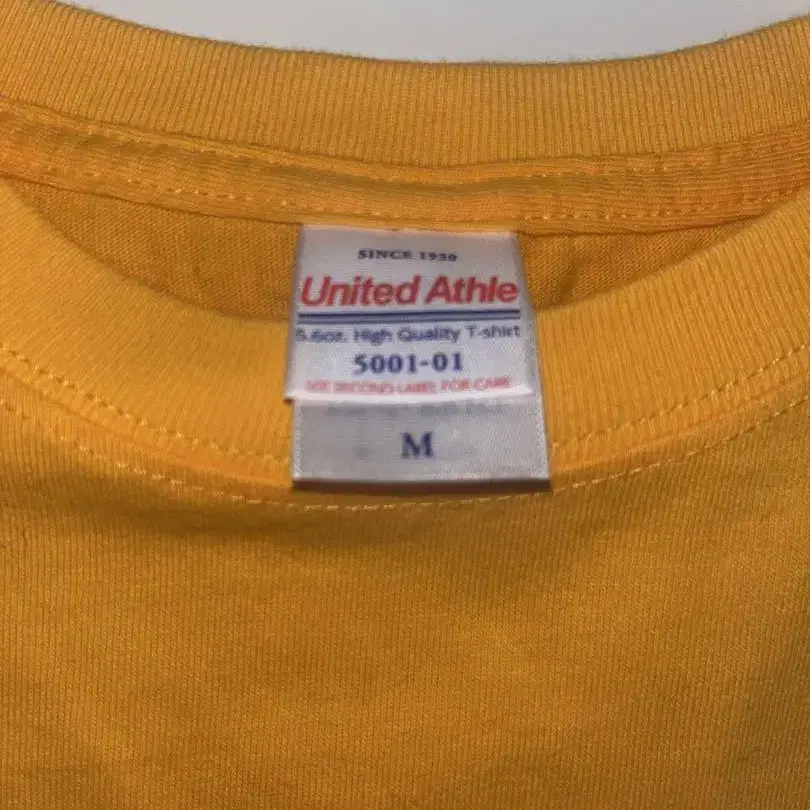 SINCE 1930
United Athle
5.6oz. High Quality T-shirt
5001-01
SEE SECOND LABEL FOR CARE
M